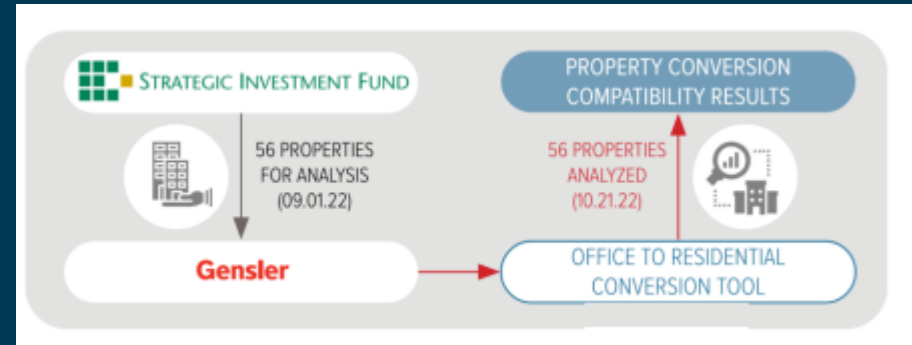 STRATEGIC INVESTMENT FUND
56 PROPERTIES
FOR ANALYSIS
(09.01.22)
Gensler
OFFICE TO RESIDENTIAL
CONVERSION TOOL
56 PROPERTIES
ANALYZED
(10.21.22)
PROPERTY CONVERSION
COMPATIBILITY RESULTS